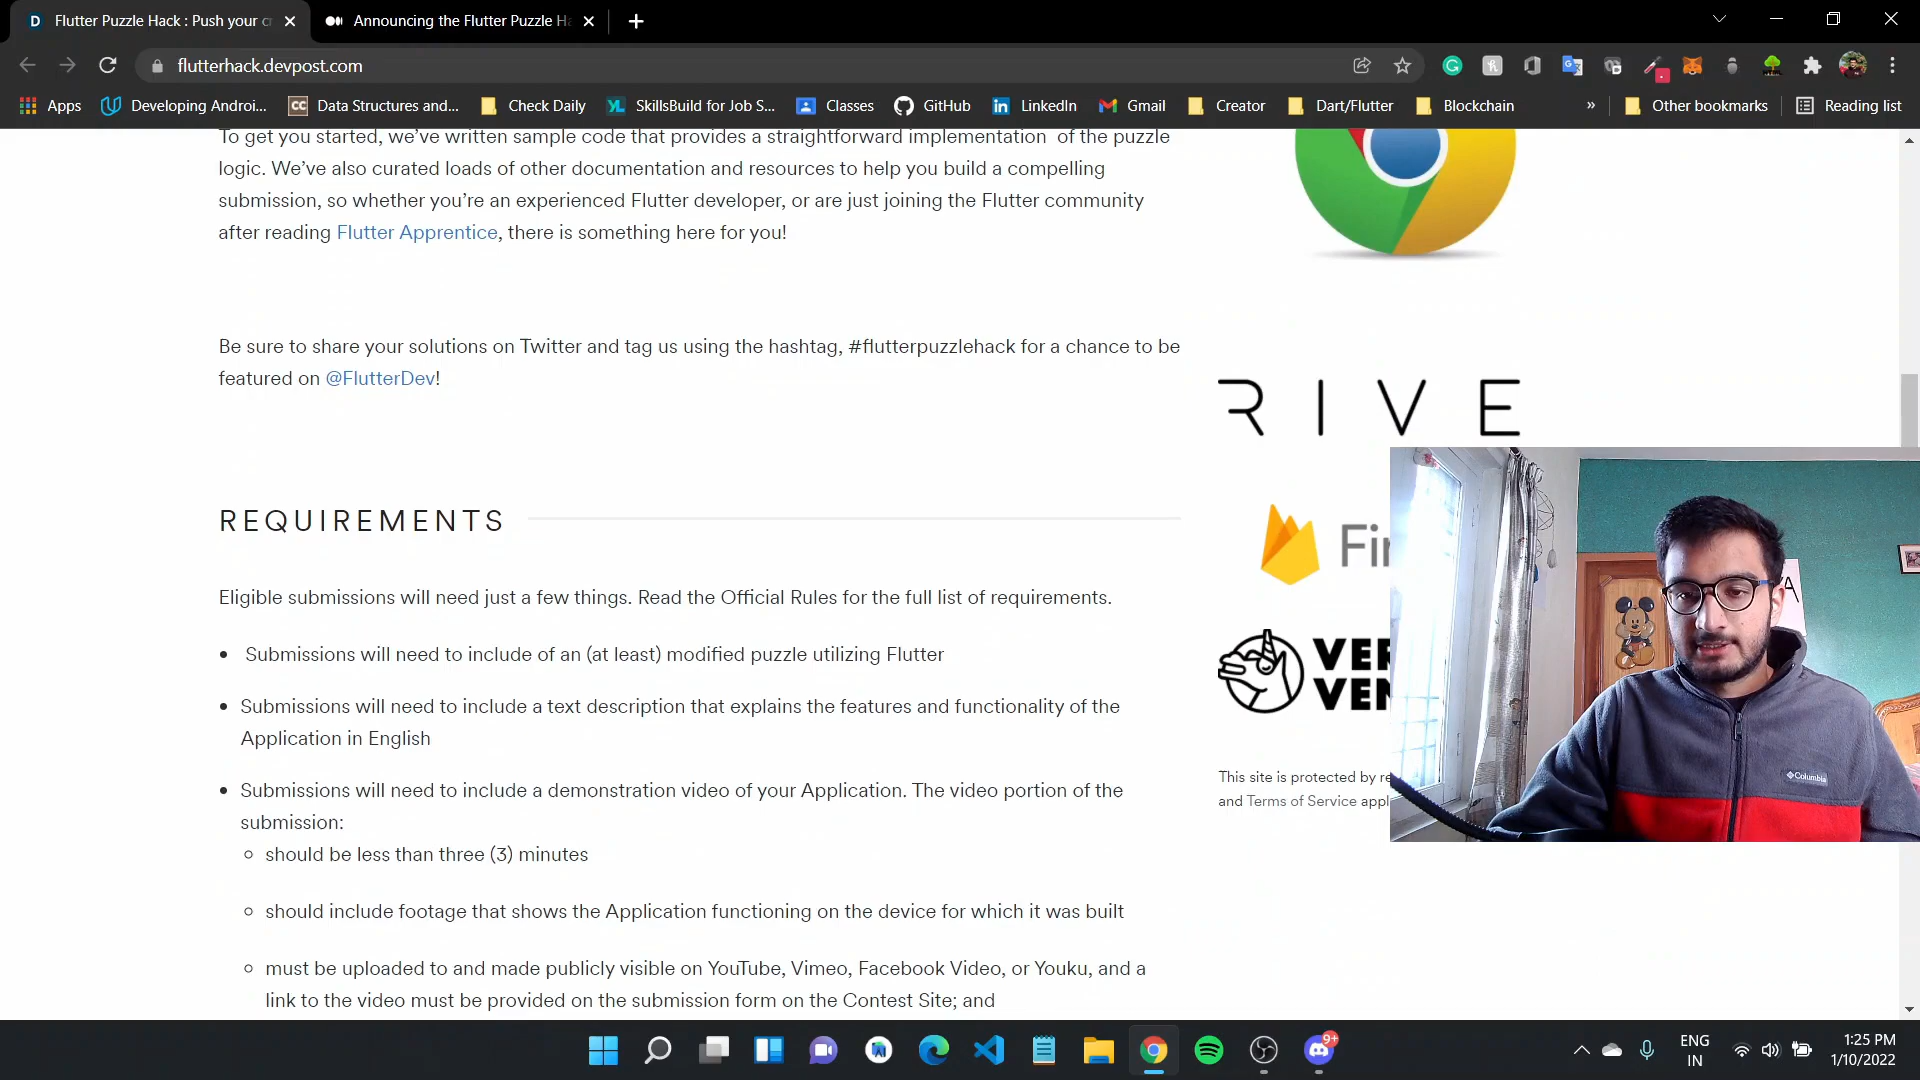 Flutter Puzzle Hack : Push your cr
Announcing the Flutter Puzzle H
flutterhack.devpost.com
Apps
Developing Androi...
Data Structures and...
Check Daily
SkillsBuild for Job S...
Classes
GitHub
LinkedIn
Gmail
Creator
Dart/Flutter
Blockchain
»
Other bookmarks
Reading list
To get you started, we’ve written sample code that provides a straightforward implementation of the puzzle
logic. We’ve also curated loads of other documentation and resources to help you build a compelling
submission, so whether you’re an experienced Flutter developer, or are just joining the Flutter community
after reading Flutter Apprentice, there is something here for you!
Be sure to share your solutions on Twitter and tag us using the hashtag, #flutterpuzzlehack for a chance to be
featured on @FlutterDev!
RIVE
REQUIREMENTS
Fir
Eligible submissions will need just a few things. Read the Official Rules for the full list of requirements.
• Submissions will need to include of an (at least) modified puzzle utilizing Flutter
VER
VEN
• Submissions will need to include a text description that explains the features and functionality of the
Application in English
This site is protected by re
and Terms of Service appl
Columbia
• Submissions will need to include a demonstration video of your Application. The video portion of the
submission:
should be less than three (3) minutes
should include footage that shows the Application functioning on the device for which it was built
must be uploaded to and made publicly visible on YouTube, Vimeo, Facebook Video, or Youku, and a
link to the video must be provided on the submission form on the Contest Site; and
9+
ENG
IN
1:25 PM
1/10/2022